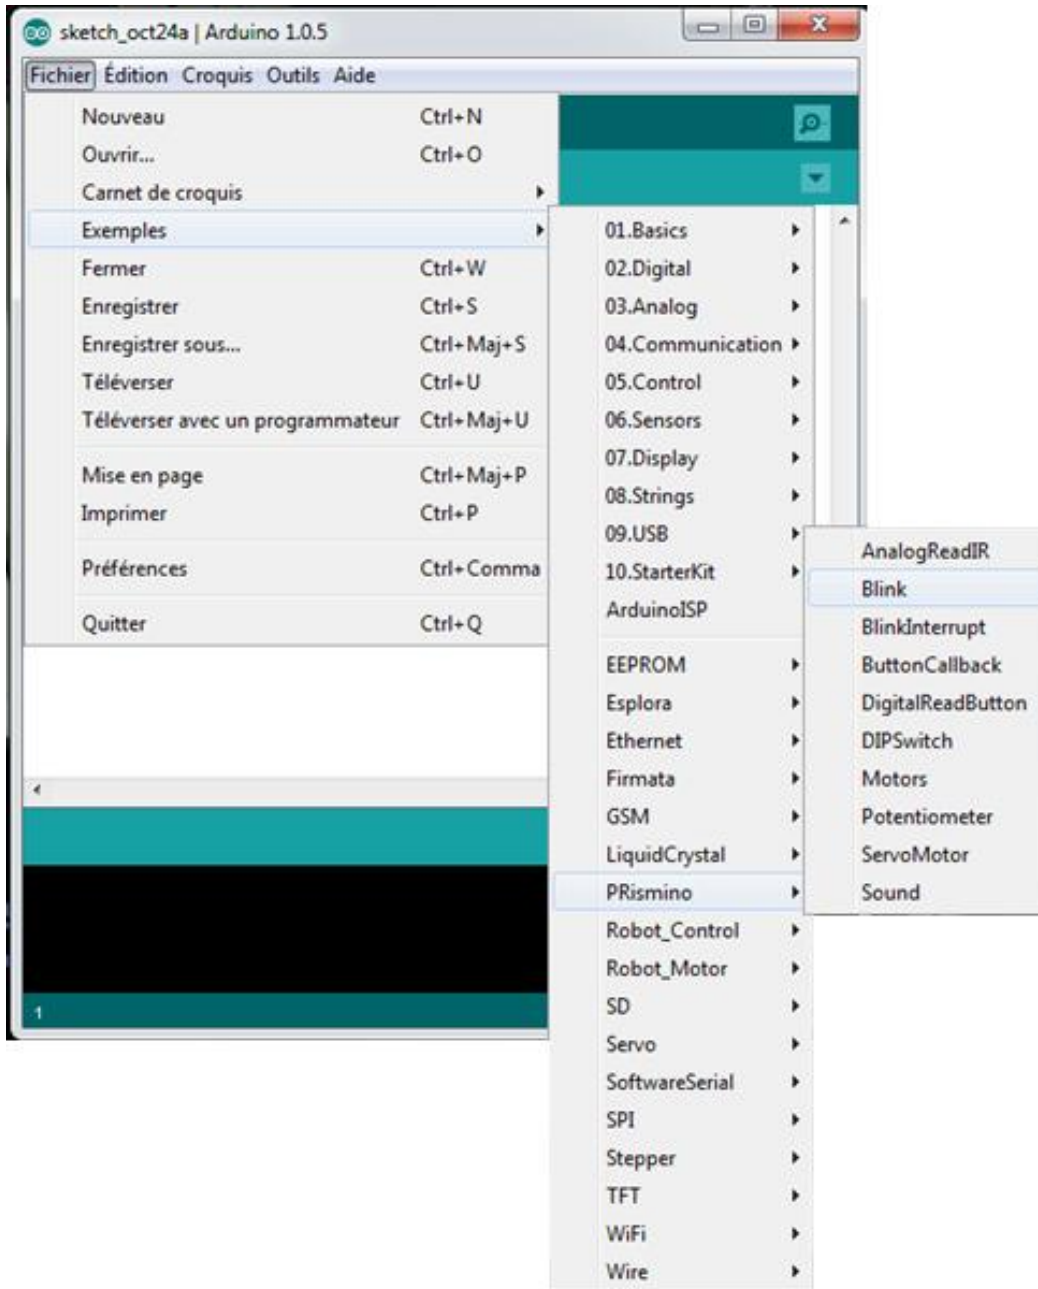 sketch_oct24a | Arduino 1.0.5
Fichier Édition Croquis Outils Aide
Nouveau Ctrl+N
Ouvrir... Ctrl+O
Carnet de croquis
Exemples
Fermer Ctrl+W
Enregistrer Ctrl+S
Enregistrer sous... Ctrl+Maj+S
Téléverser Ctrl+U
Téléverser avec un programmateur Ctrl+Maj+U
Mise en page Ctrl+Maj+P
Imprimer Ctrl+P
Préférences Ctrl+Comma
Quitter Ctrl+Q
01.Basics
02.Digital
03.Analog
04.Communication
05.Control
06.Sensors
07.Display
08.Strings
09.USB
10.StarterKit
ArduinoISP
EEPROM
Esplora
Ethernet
Firmata
GSM
LiquidCrystal
PRismino
Robot_Control
Robot_Motor
SD
Servo
SoftwareSerial
SPI
Stepper
TFT
WiFi
Wire
AnalogReadIR
Blink
BlinkInterrupt
ButtonCallback
DigitalReadButton
DIPSwitch
Motors
Potentiometer
ServoMotor
Sound
1